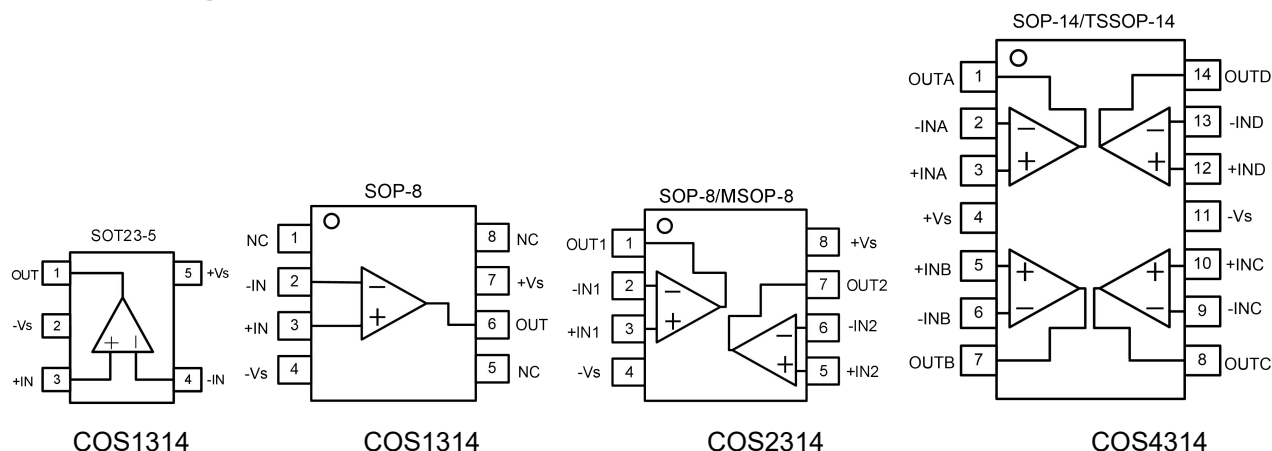 SOT23-5
OUT 1 5 +Vs
-Vs 2
+IN 3 4 -IN
COS1314
SOP-8
NC 1 8 NC
-IN 2 7 +Vs
+IN 3 6 OUT
-Vs 4 5 NC
COS1314
SOP-8/MSOP-8
OUT1 1 8 +Vs
-IN1 2 7 OUT2
+IN1 3 6 -IN2
-Vs 4 5 +IN2
COS2314
SOP-14/TSSOP-14
OUTA 1 14 OUTD
-INA 2 13 -IND
+INA 3 12 +IND
+Vs 4 11 -Vs
+INB 5 10 +INC
-INB 6 9 -INC
OUTB 7 8 OUTC
COS4314